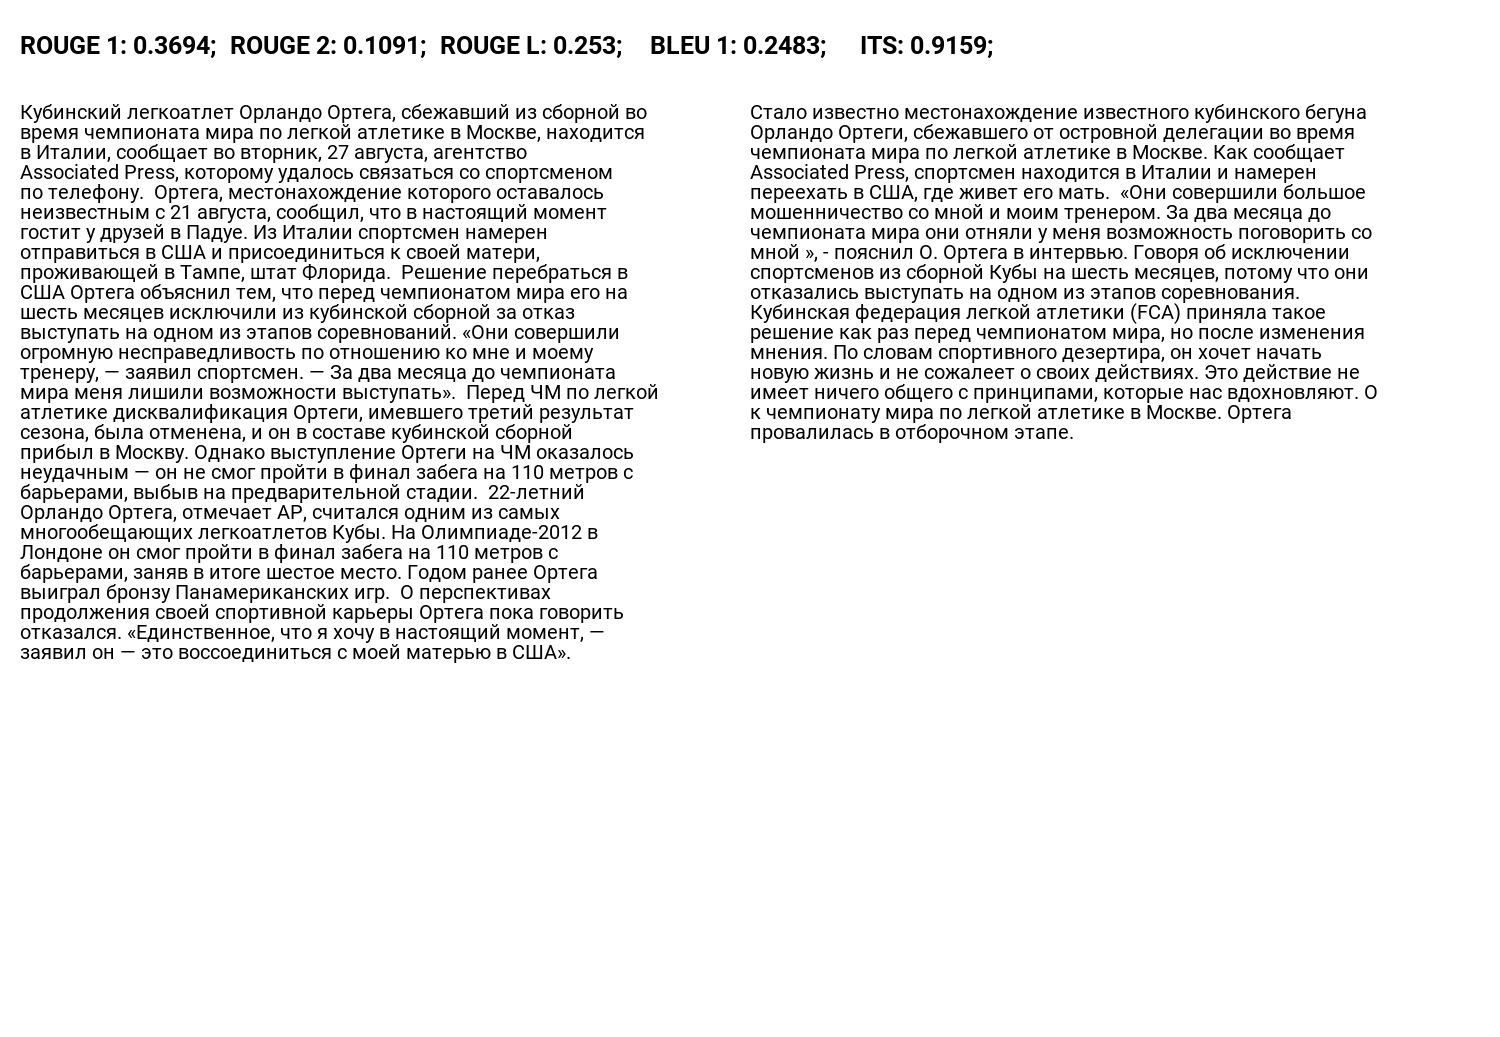 ROUGE 1: 0.3694; ROUGE 2: 0.1091; ROUGE L: 0.253; BLEU 1: 0.2483; ITS: 0.9159;
Кубинский легкоатлет Орландо Ортега, сбежавший из сборной во
время чемпионата мира по легкой атлетике в Москве, находится
в Италии, сообщает во вторник, 27 августа, агентство
Associated Press, которому удалось связаться со спортсменом
по телефону. Ортега, местонахождение которого оставалось
неизвестным с 21 августа, сообщил, что в настоящий момент
гостит у друзей в Падуе. Из Италии спортсмен намерен
отправиться в США и присоединиться к своей матери,
проживающей в Тампе, штат Флорида. Решение перебраться в
США Ортега объяснил тем, что перед чемпионатом мира его на
шесть месяцев исключили из кубинской сборной за отказ
выступать на одном из этапов соревнований. «Они совершили
огромную несправедливость по отношению ко мне и моему
тренеру, — заявил спортсмен. — За два месяца до чемпионата
мира меня лишили возможности выступать». Перед ЧМ по легкой
атлетике дисквалификация Ортеги, имевшего третий результат
сезона, была отменена, и он в составе кубинской сборной
прибыл в Москву. Однако выступление Ортеги на ЧМ оказалось
неудачным — он не смог пройти в финал забега на 110 метров с
барьерами, выбыв на предварительной стадии. 22-летний
Орландо Ортега, отмечает AP, считался одним из самых
многообещающих легкоатлетов Кубы. На Олимпиаде-2012 в
Лондоне он смог пройти в финал забега на 110 метров с
барьерами, заняв в итоге шестое место. Годом ранее Ортега
выиграл бронзу Панамериканских игр. О перспективах
продолжения своей спортивной карьеры Ортега пока говорить
отказался. «Единственное, что я хочу в настоящий момент, —
заявил он — это воссоединиться с моей матерью в США».
Стало известно местонахождение известного кубинского бегуна
Орландо Ортеги, сбежавшего от островной делегации во время
чемпионата мира по легкой атлетике в Москве. Как сообщает
Associated Press, спортсмен находится в Италии и намерен
переехать в США, где живет его мать. «Они совершили большое
мошенничество со мной и моим тренером. За два месяца до
чемпионата мира они отняли у меня возможность поговорить со
мной », - пояснил О. Ортега в интервью. Говоря об исключении
спортсменов из сборной Кубы на шесть месяцев, потому что они
отказались выступать на одном из этапов соревнования.
Кубинская федерация легкой атлетики (FCA) приняла такое
решение как раз перед чемпионатом мира, но после изменения
мнения. По словам спортивного дезертира, он хочет начать
новую жизнь и не сожалеет о своих действиях. Это действие не
имеет ничего общего с принципами, которые нас вдохновляют. О
к чемпионату мира по легкой атлетике в Москве. Ортега
провалилась в отборочном этапе.